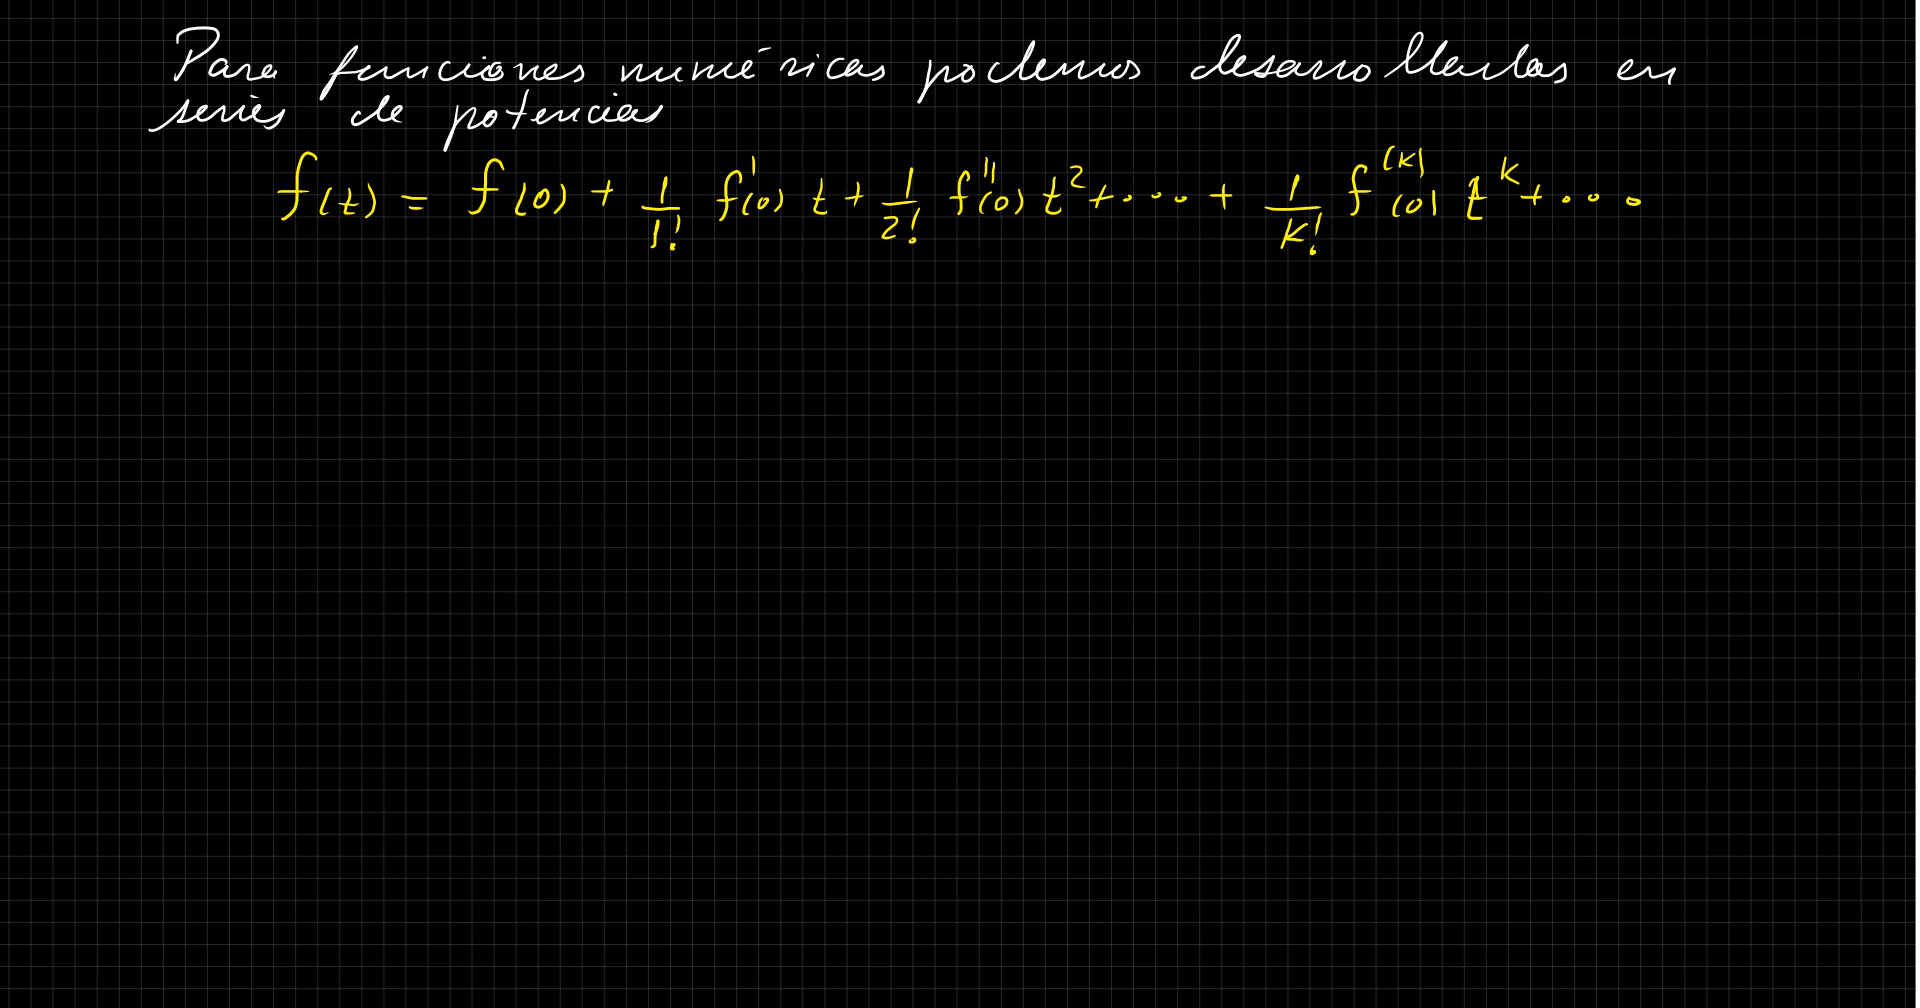 Para funciones numéricas podemos desarrollarlas en
series de potencias
f(t) = f(0) + 1/1! f'(0) t + 1/2! f''(0) t² + ... + 1/k! f^(k)(0) t^k + ...